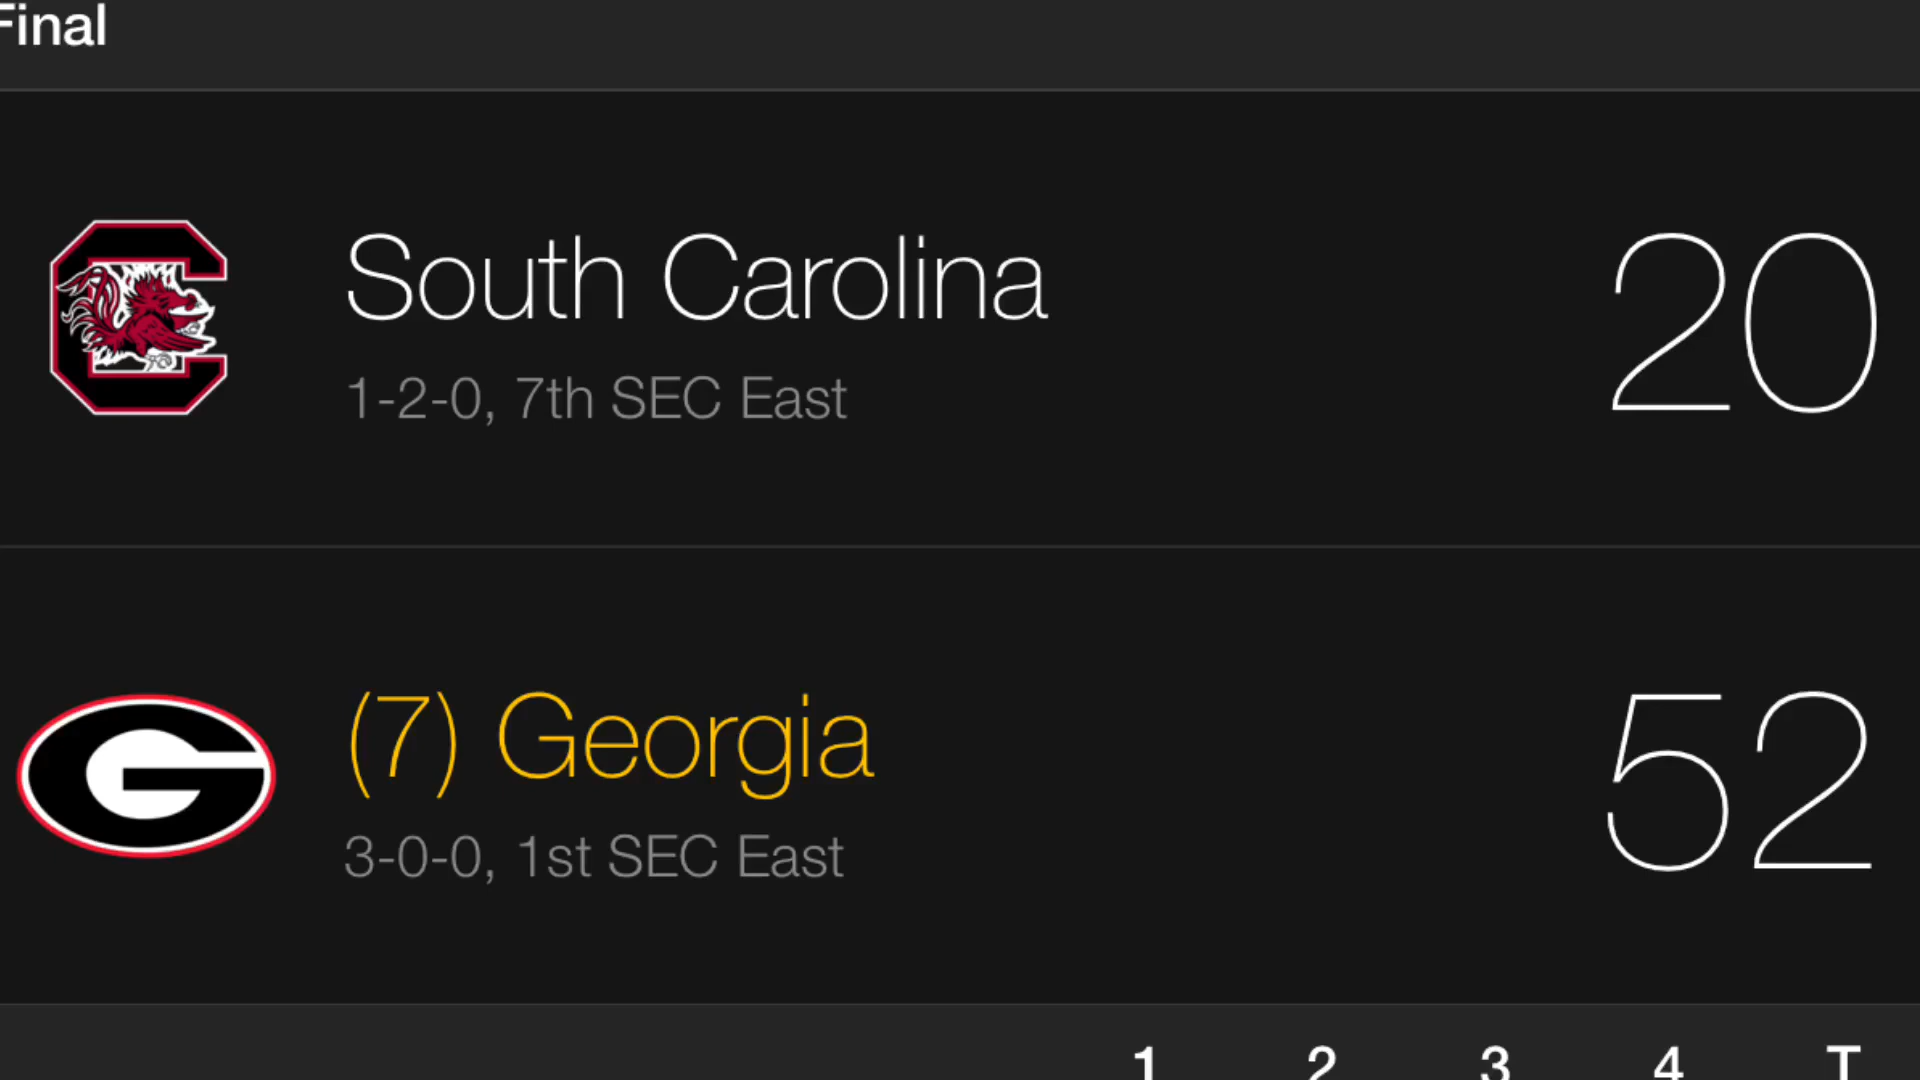 Final
South Carolina
20
1-2-0, 7th SEC East
(7) Georgia
52
3-0-0, 1st SEC East
1 2 3 4 T